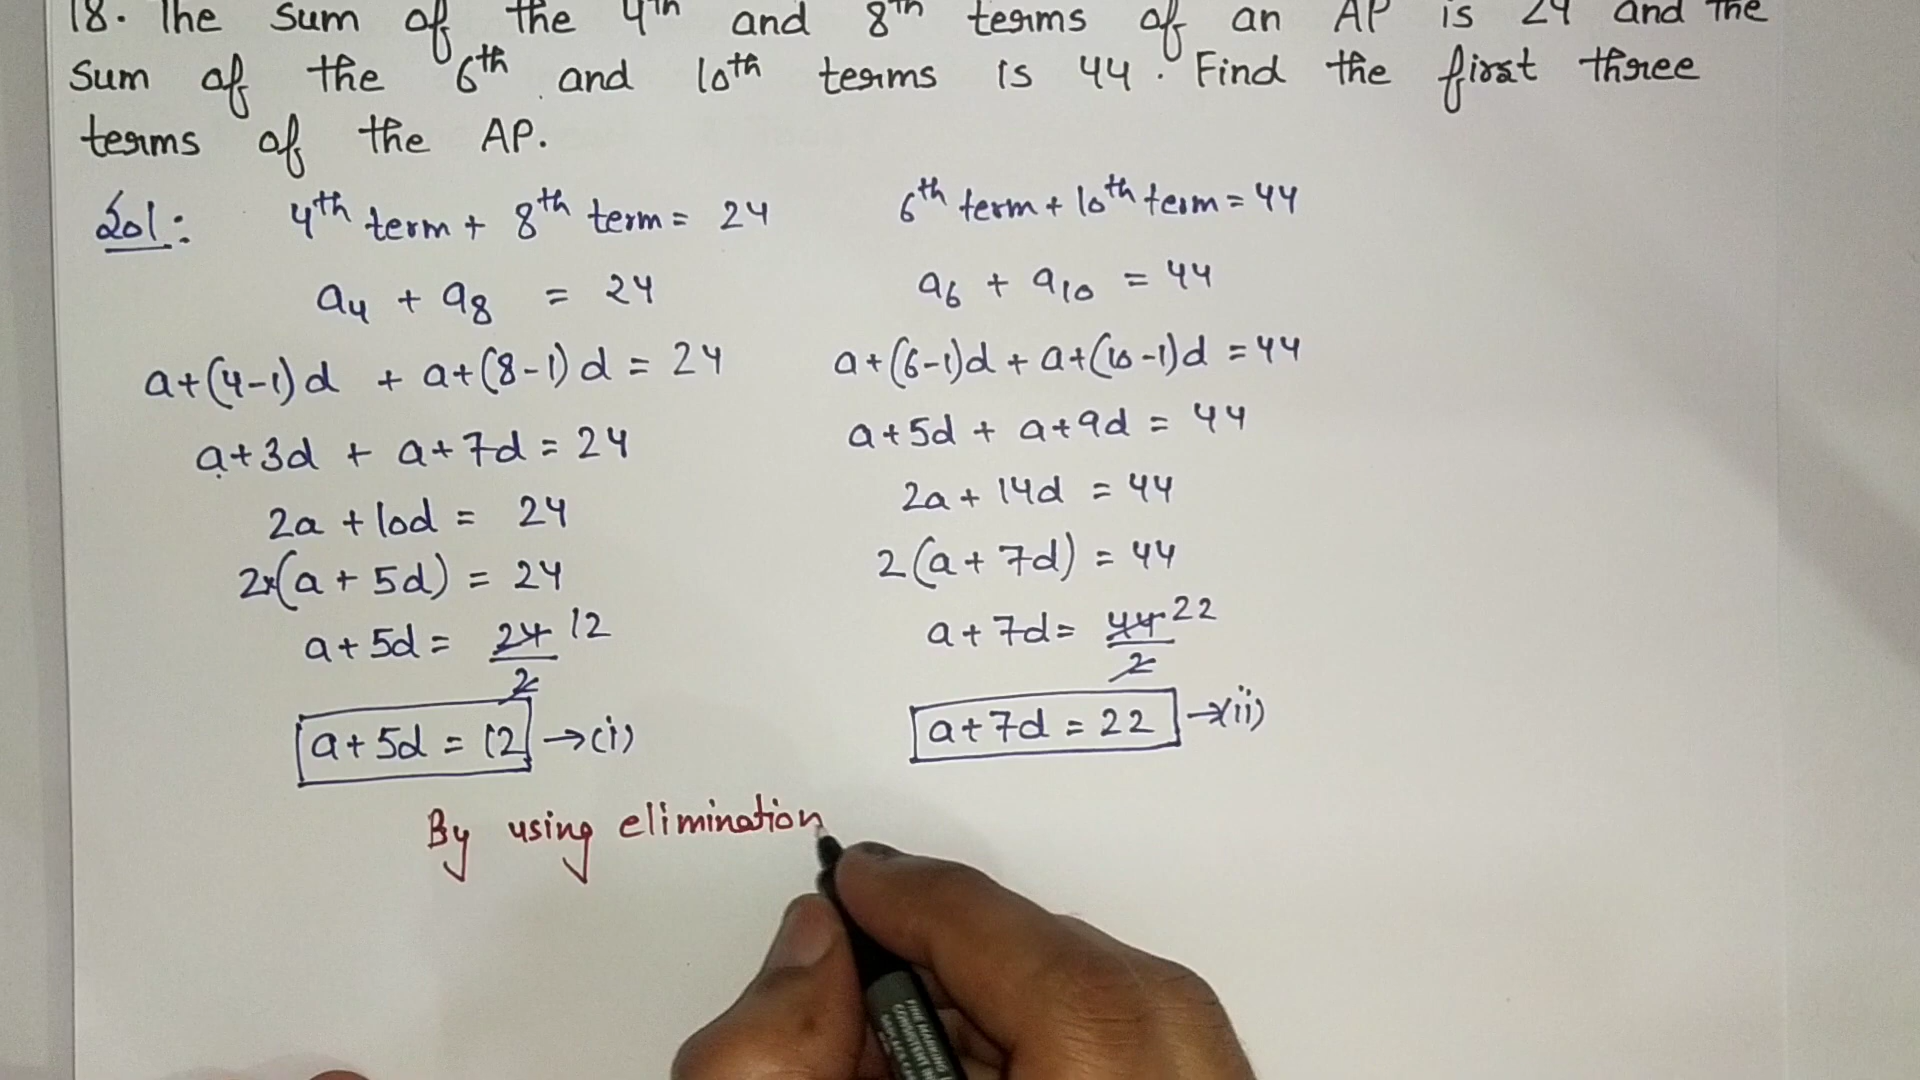 18. The sum of the 4th and 8th terms of an AP is 24 and the
sum of the 6th and 10th terms is 44. Find the first three
terms of the AP.
Sol: 4th term + 8th term = 24
a4 + a8 = 24
a+(4-1)d + a+(8-1)d = 24
a+3d + a+7d = 24
2a + 10d = 24
2×(a + 5d) = 24
a + 5d = 24/2 12
a + 5d = 12 →(i)
6th term + 10th term = 44
a6 + a10 = 44
a+(6-1)d + a+(10-1)d = 44
a+5d + a+9d = 44
2a + 14d = 44
2(a + 7d) = 44
a + 7d = 44/2 22
a + 7d = 22 →(ii)
By using elimination